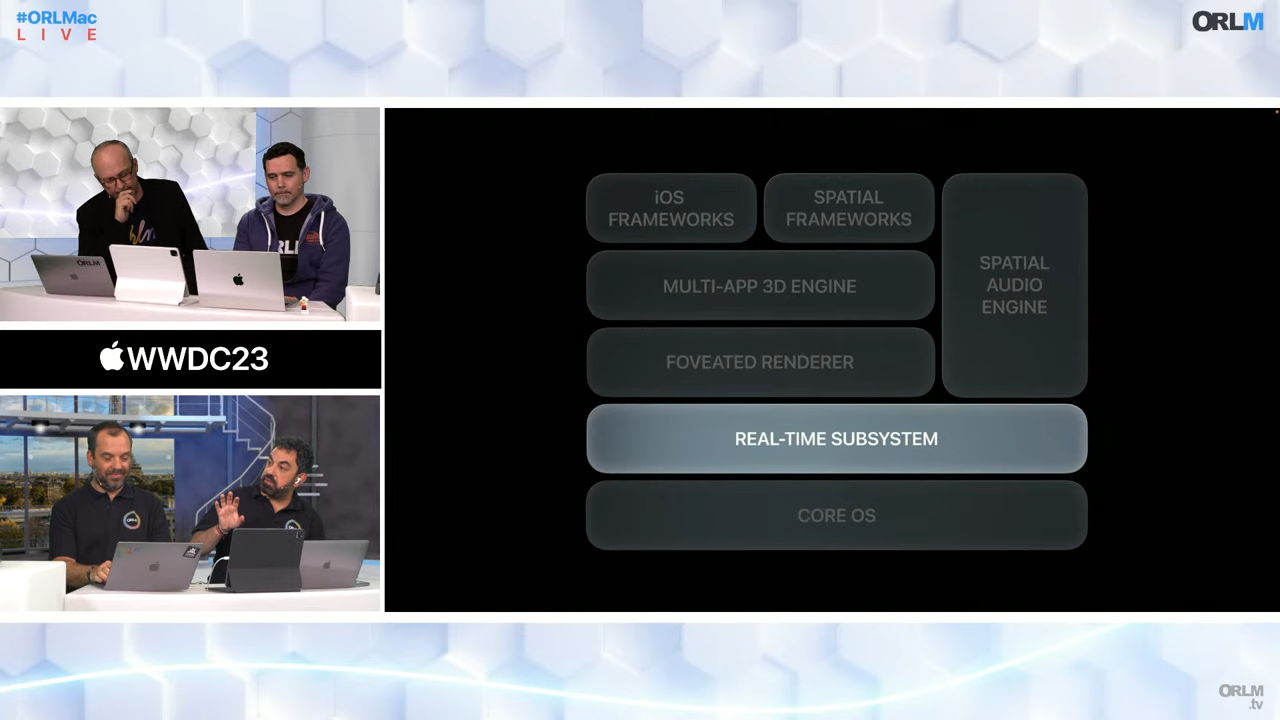 #ORLMac
LIVE
ORLM
ORLM
WWDC23
iOS
FRAMEWORKS
SPATIAL
FRAMEWORKS
SPATIAL
AUDIO
ENGINE
MULTI-APP 3D ENGINE
FOVEATED RENDERER
REAL-TIME SUBSYSTEM
CORE OS
ORLM
.tv